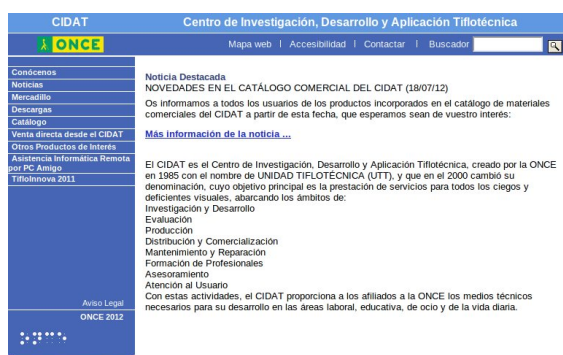 CIDAT
Centro de Investigación, Desarrollo y Aplicación Tiflotécnica
ONCE
Mapa web | Accesibilidad | Contactar | Buscador
Conócenos
Noticias
Mercadillo
Descargas
Catálogo
Venta directa desde el CIDAT
Otros Productos de Interés
Asistencia Informática Remota
por PC Amigo
TifloInnova 2011
Aviso Legal
ONCE 2012
Noticia Destacada
NOVEDADES EN EL CATÁLOGO COMERCIAL DEL CIDAT (18/07/12)
Os informamos a todos los usuarios de los productos incorporados en el catálogo de materiales
comerciales del CIDAT a partir de esta fecha, que esperamos sean de vuestro interés:
Más información de la noticia ...
El CIDAT es el Centro de Investigación, Desarrollo y Aplicación Tiflotécnica, creado por la ONCE
en 1985 con el nombre de UNIDAD TIFLOTÉCNICA (UTT), y que en el 2000 cambió su
denominación, cuyo objetivo principal es la prestación de servicios para todos los ciegos y
deficientes visuales, abarcando los ámbitos de:
Investigación y Desarrollo
Evaluación
Producción
Distribución y Comercialización
Mantenimiento y Reparación
Formación de Profesionales
Asesoramiento
Atención al Usuario
Con estas actividades, el CIDAT proporciona a los afiliados a la ONCE los medios técnicos
necesarios para su desarrollo en las áreas laboral, educativa, de ocio y de la vida diaria.